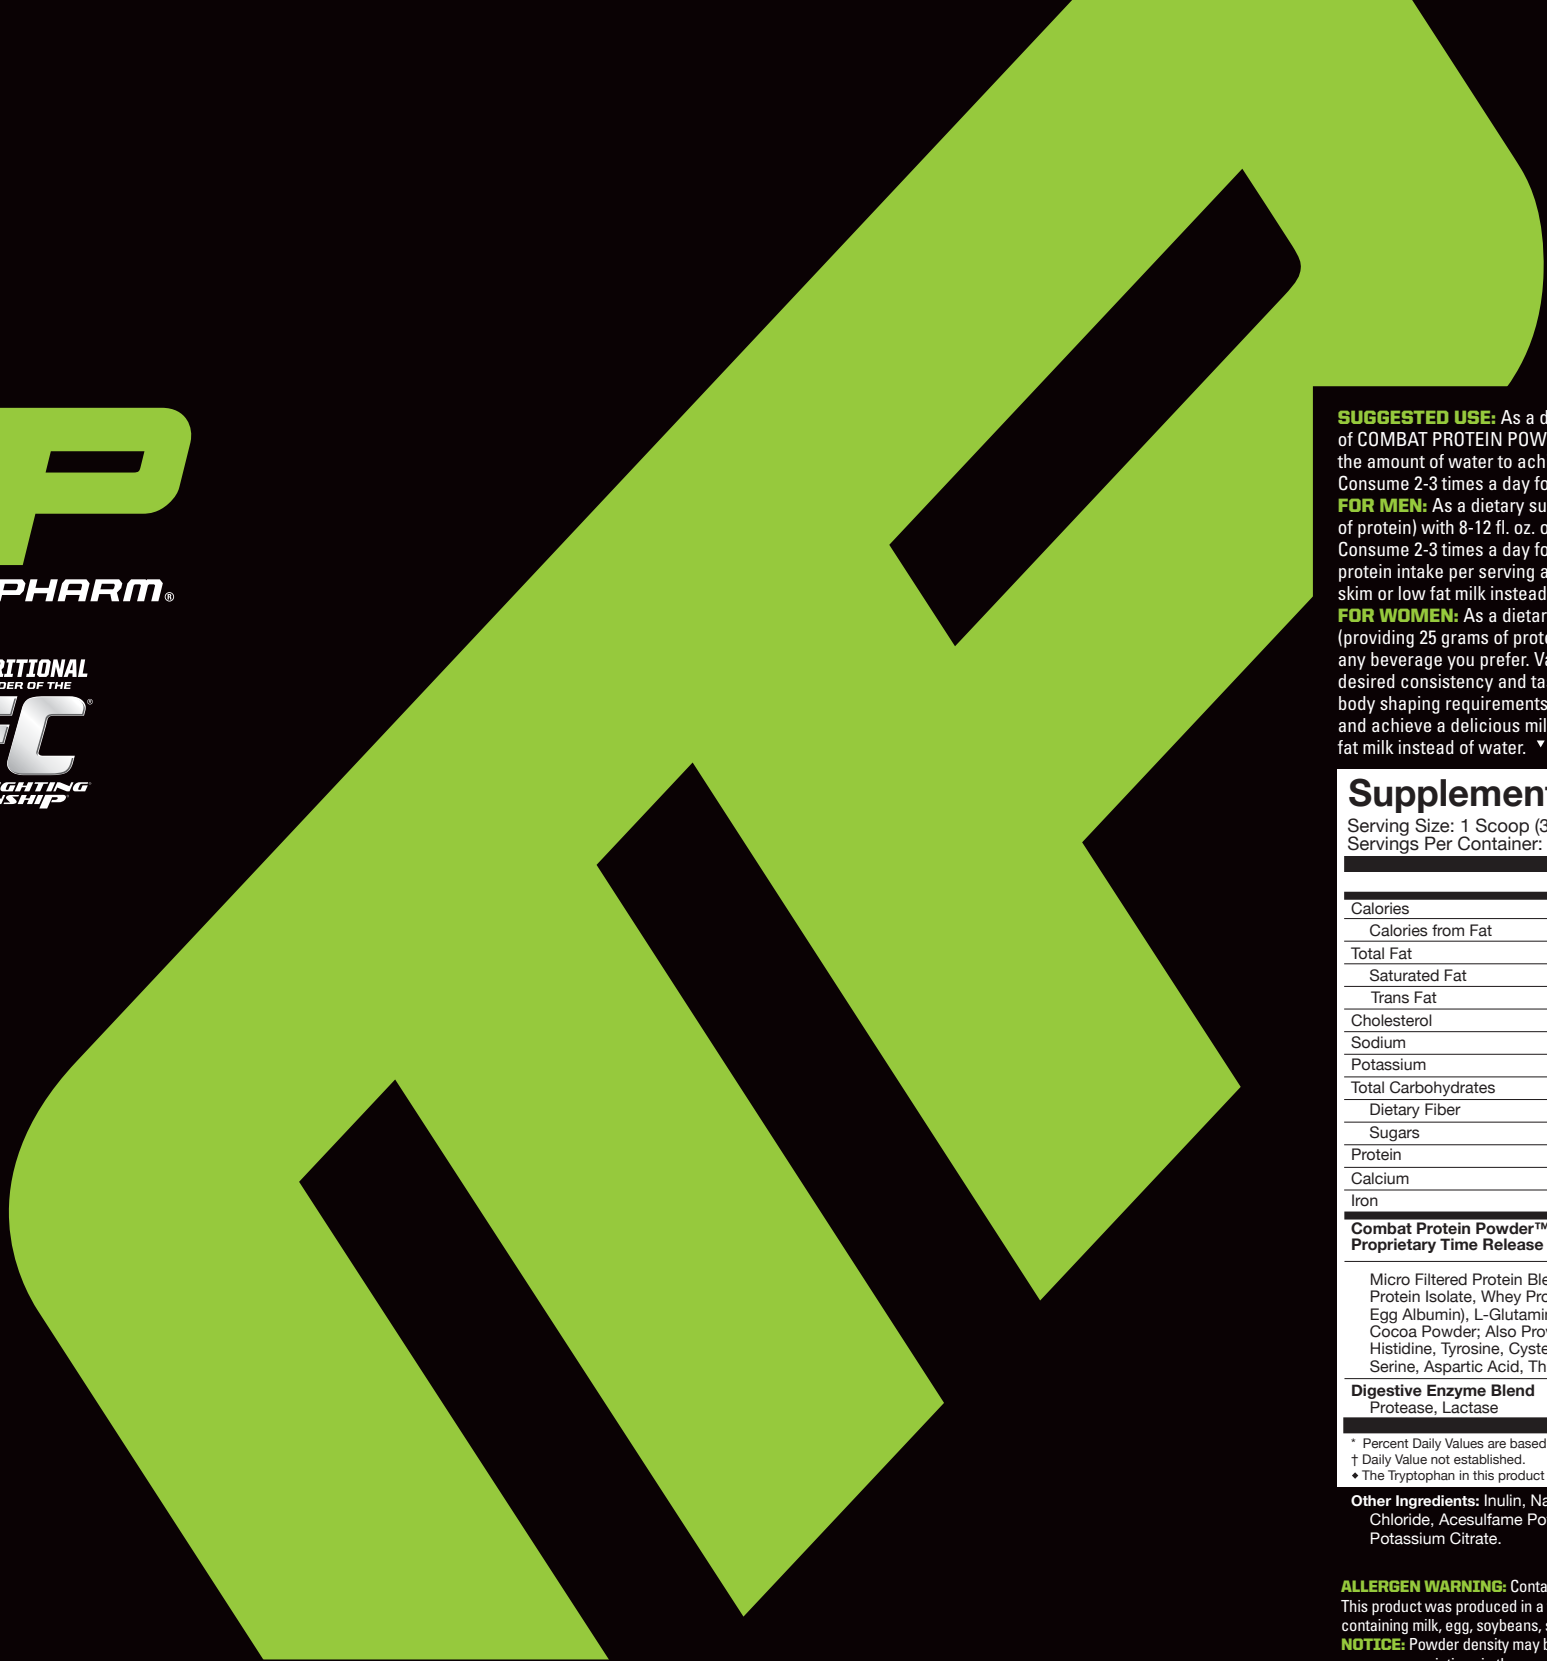 P
PHARM®
RITIONAL
DER OF THE
FC®
GHTING
NSHIP
SUGGESTED USE: As a d
of COMBAT PROTEIN POW
the amount of water to ach
Consume 2-3 times a day fo
FOR MEN: As a dietary su
of protein) with 8-12 fl. oz. o
Consume 2-3 times a day fo
protein intake per serving a
skim or low fat milk instead
FOR WOMEN: As a dietar
(providing 25 grams of prote
any beverage you prefer. Va
desired consistency and ta
body shaping requirements
and achieve a delicious mil
fat milk instead of water. ▼
Supplement
Serving Size: 1 Scoop (3
Servings Per Container:
Calories
Calories from Fat
Total Fat
Saturated Fat
Trans Fat
Cholesterol
Sodium
Potassium
Total Carbohydrates
Dietary Fiber
Sugars
Protein
Calcium
Iron
Combat Protein Powder™
Proprietary Time Release
Micro Filtered Protein Ble
Protein Isolate, Whey Pro
Egg Albumin), L-Glutamin
Cocoa Powder; Also Prov
Histidine, Tyrosine, Cyste
Serine, Aspartic Acid, Th
Digestive Enzyme Blend
Protease, Lactase
* Percent Daily Values are based
† Daily Value not established.
◆ The Tryptophan in this product
Other Ingredients: Inulin, Na
Chloride, Acesulfame Po
Potassium Citrate.
ALLERGEN WARNING: Conta
This product was produced in a
containing milk, egg, soybeans, s
NOTICE: Powder density may b